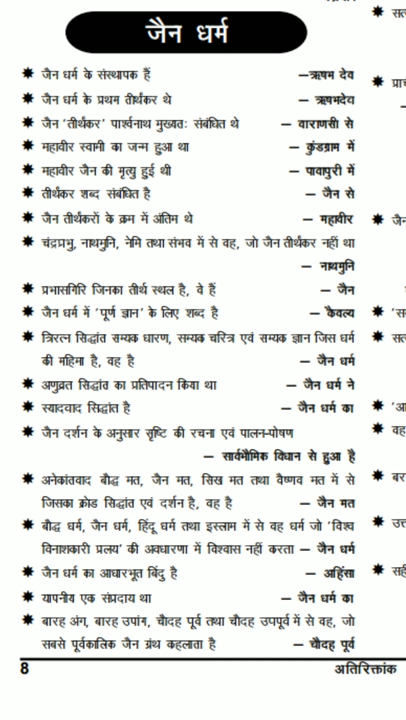 जैन धर्म
✸ जैन धर्म के संस्थापक हैं —ऋषभ देव
✸ जैन धर्म के प्रथम तीर्थंकर थे — ऋषभदेव
✸ जैन 'तीर्थंकर' पार्श्वनाथ मुख्यतः संबंधित थे — वाराणसी से
✸ महावीर स्वामी का जन्म हुआ था — कुंडग्राम में
✸ महावीर जैन की मृत्यु हुई थी — पावापुरी में
✸ तीर्थंकर शब्द संबंधित है — जैन से
✸ जैन तीर्थंकरों के क्रम में अंतिम थे — महावीर
✸ चंद्रप्रभु, नाथमुनि, नेमि तथा संभव में से वह, जो जैन तीर्थंकर नहीं था
— नाथमुनि
✸ प्रभासगिरि जिनका तीर्थ स्थल है, वे हैं — जैन
✸ जैन धर्म में 'पूर्ण ज्ञान' के लिए शब्द है — कैवल्य
✸ त्रिरत्न सिद्धांत सम्यक धारण, सम्यक चरित्र एवं सम्यक ज्ञान जिस धर्म
की महिमा है, वह है — जैन धर्म
✸ अणुव्रत सिद्धांत का प्रतिपादन किया था — जैन धर्म ने
✸ स्यादवाद सिद्धांत है — जैन धर्म का
✸ जैन दर्शन के अनुसार सृष्टि की रचना एवं पालन-पोषण
— सार्वभौमिक विधान से हुआ है
✸ अनेकांतवाद बौद्ध मत, जैन मत, सिख मत तथा वैष्णव मत में से
जिसका क्रोड सिद्धांत एवं दर्शन है, वह है — जैन मत
✸ बौद्ध धर्म, जैन धर्म, हिंदू धर्म तथा इस्लाम में से वह धर्म जो 'विश्व
विनाशकारी प्रलय' की अवधारणा में विश्वास नहीं करता — जैन धर्म
✸ जैन धर्म का आधारभूत बिंदु है — अहिंसा
✸ यापनीय एक संप्रदाय था — जैन धर्म का
✸ बारह अंग, बारह उपांग, चौदह पूर्व तथा चौदह उपपूर्व में से वह, जो
सबसे पूर्वकालिक जैन ग्रंथ कहलाता है — चौदह पूर्व
8 अतिरिक्तांक